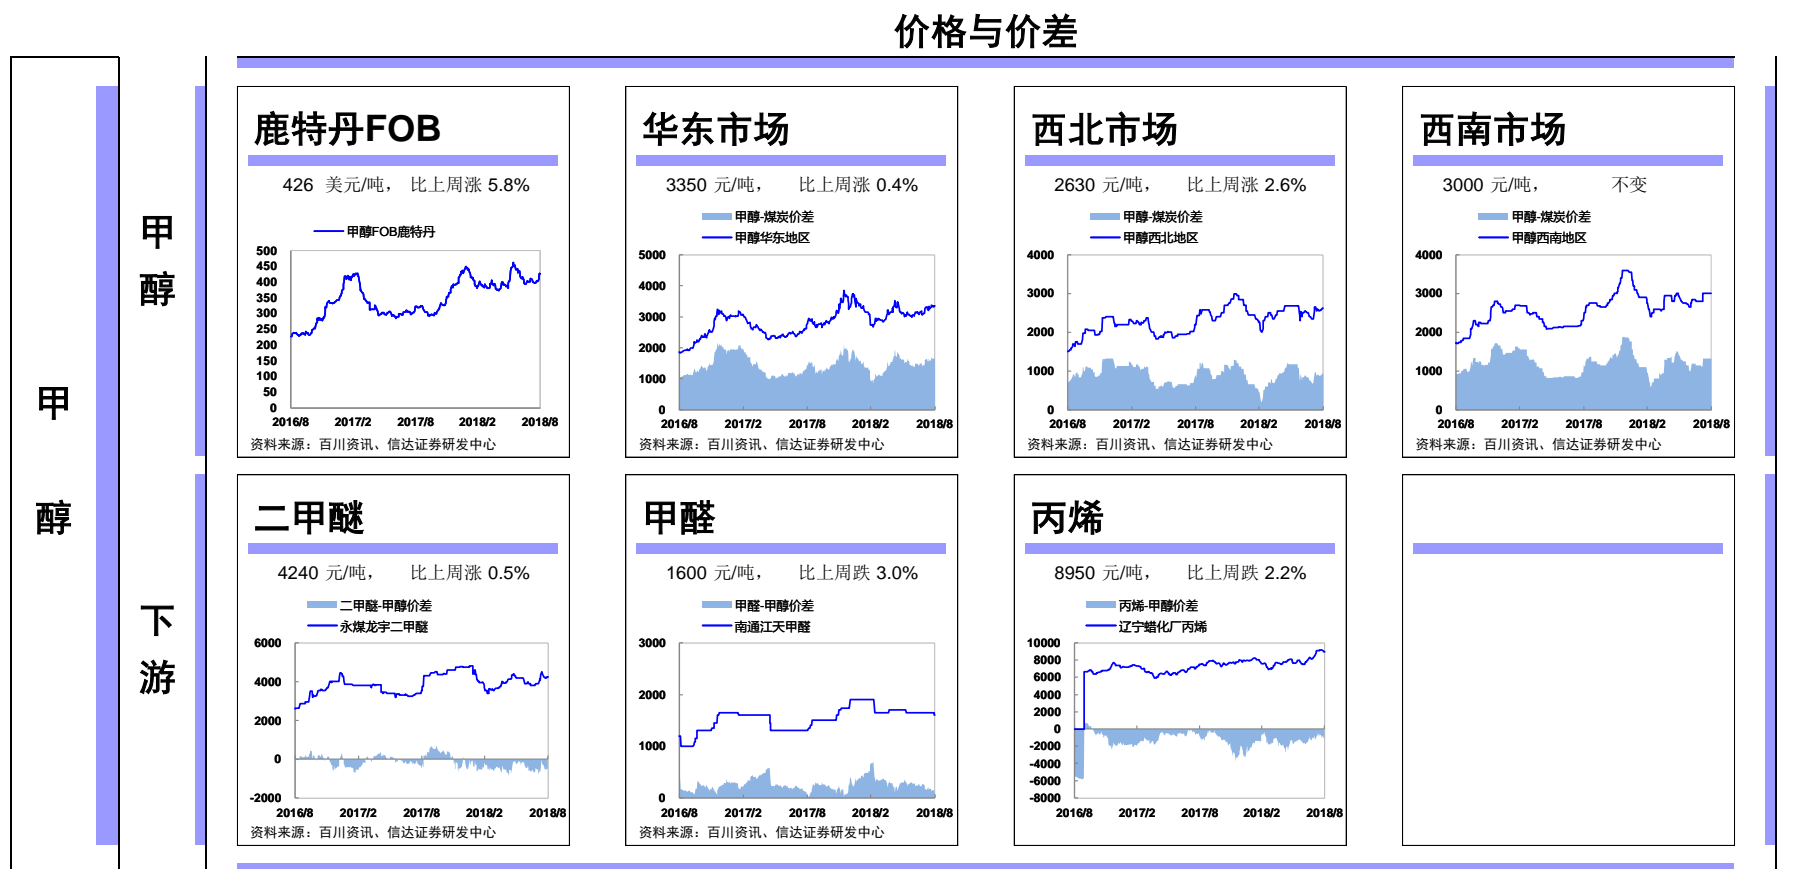 价格与价差
甲
醇
甲
醇
下
游
鹿特丹FOB
426 美元/吨， 比上周涨 5.8%
甲醇FOB鹿特丹
500
450
400
350
300
250
200
150
100
50
0
2016/8 2017/2 2017/8 2018/2 2018/8
资料来源：百川资讯、信达证券研发中心
华东市场
3350 元/吨， 比上周涨 0.4%
甲醇-煤炭价差
甲醇华东地区
5000
4000
3000
2000
1000
0
2016/8 2017/2 2017/8 2018/2 2018/8
资料来源：百川资讯、信达证券研发中心
西北市场
2630 元/吨， 比上周涨 2.6%
甲醇-煤炭价差
甲醇西北地区
4000
3000
2000
1000
0
2016/8 2017/2 2017/8 2018/2 2018/8
资料来源：百川资讯、信达证券研发中心
西南市场
3000 元/吨， 不变
甲醇-煤炭价差
甲醇西南地区
4000
3000
2000
1000
0
2016/8 2017/2 2017/8 2018/2 2018/8
资料来源：百川资讯、信达证券研发中心
二甲醚
4240 元/吨， 比上周涨 0.5%
二甲醚-甲醇价差
永煤龙宇二甲醚
6000
4000
2000
0
-2000
2016/8 2017/2 2017/8 2018/2 2018/8
资料来源：百川资讯、信达证券研发中心
甲醛
1600 元/吨， 比上周跌 3.0%
甲醛-甲醇价差
南通江天甲醛
3000
2000
1000
0
2016/8 2017/2 2017/8 2018/2 2018/8
资料来源：百川资讯、信达证券研发中心
丙烯
8950 元/吨， 比上周跌 2.2%
丙烯-甲醇价差
辽宁蜡化厂丙烯
10000
8000
6000
4000
2000
0
-2000
-4000
-6000
-8000
2016/8 2017/2 2017/8 2018/2 2018/8